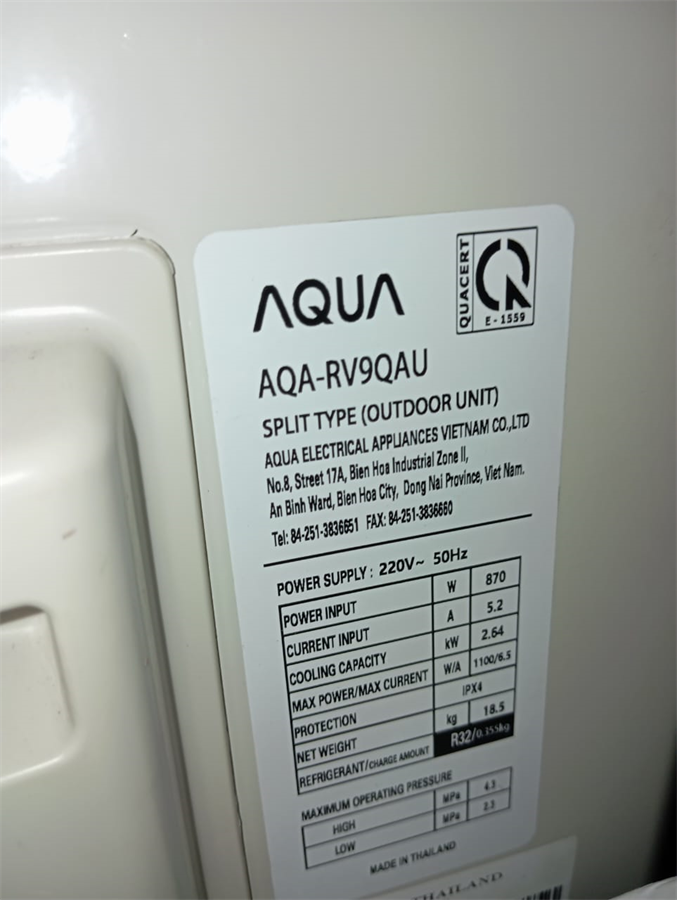 AQUA
QUACERT
E - 1559
AQA-RV9QAU
SPLIT TYPE (OUTDOOR UNIT)
AQUA ELECTRICAL APPLIANCES VIETNAM CO.,LTD
No.8, Street 17A, Bien Hoa Industrial Zone II,
An Binh Ward, Bien Hoa City, Dong Nai Province, Viet Nam.
Tel: 84-251-3836651 FAX: 84-251-3836660
POWER SUPPLY : 220V~ 50Hz
POWER INPUT W 870
CURRENT INPUT A 5.2
COOLING CAPACITY kW 2.64
MAX POWER/MAX CURRENT W/A 1100/6.5
PROTECTION IPX4
NET WEIGHT kg 18.5
REFRIGERANT/CHARGE AMOUNT R32/0.355kg
MAXIMUM OPERATING PRESSURE
HIGH MPa 4.3
LOW MPa 2.3
MADE IN THAILAND
THAILAND